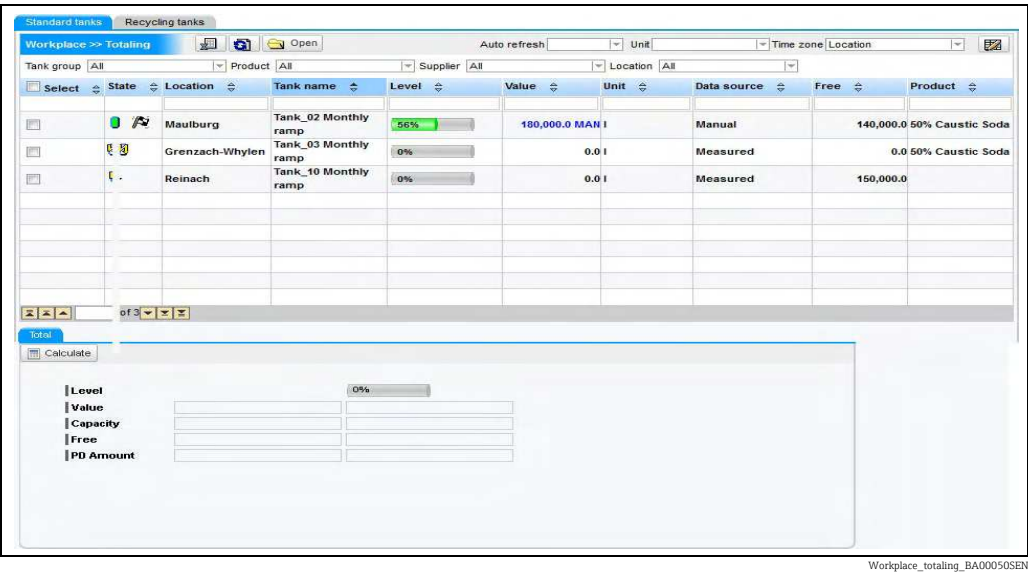 Standard tanks Recycling tanks
Workplace >> Totaling Open Auto refresh Unit Time zone Location
Tank group All Product All Supplier All Location All
Select State Location Tank name Level Value Unit Data source Free Product
Maulburg Tank_02 Monthly ramp 56% 180,000.0 MAN l Manual 140,000.0 50% Caustic Soda
Grenzach-Whylen Tank_03 Monthly ramp 0% 0.0 l Measured 0.0 50% Caustic Soda
Reinach Tank_10 Monthly ramp 0% 0.0 l Measured 150,000.0
of 3
Total
Calculate
Level 0%
Value
Capacity
Free
PD Amount
Workplace_totaling_BA00050SEN